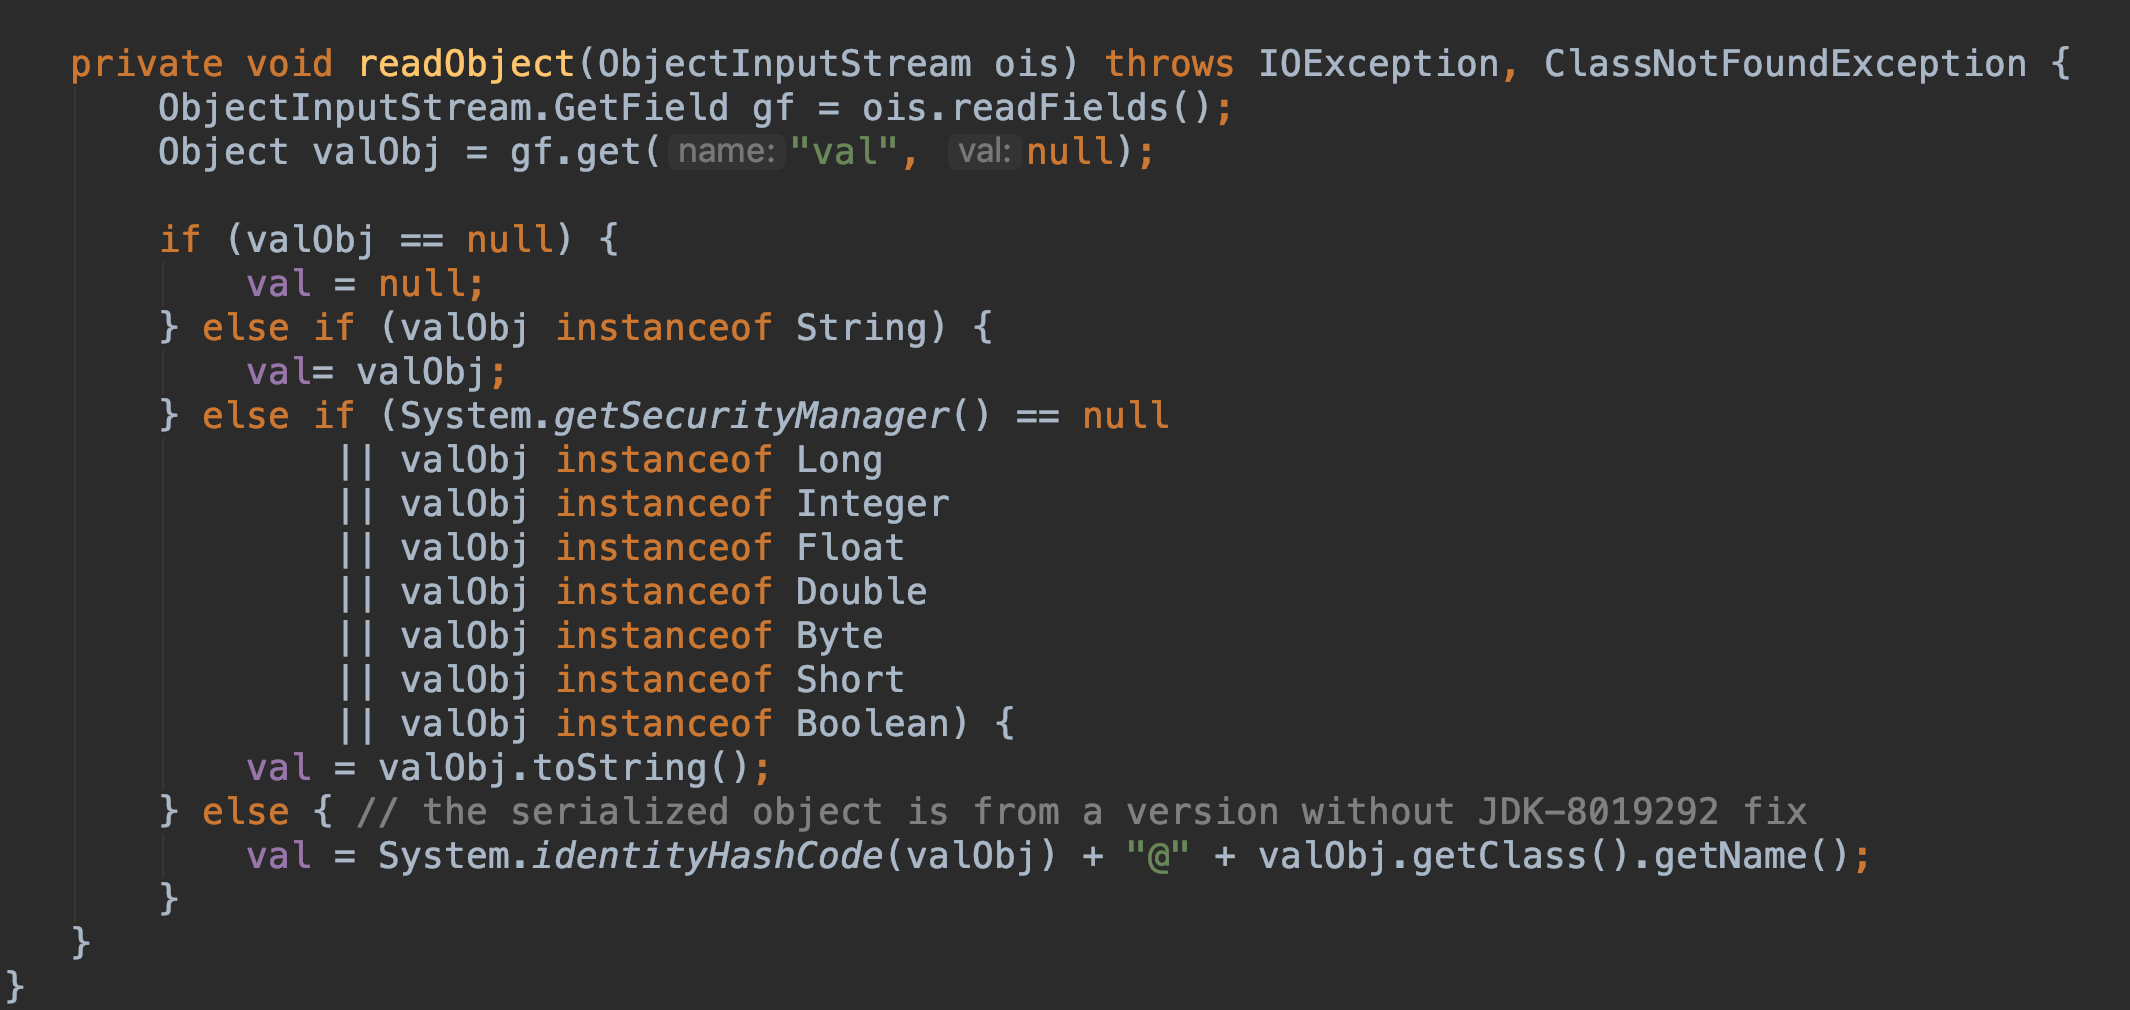 private void readObject(ObjectInputStream ois) throws IOException, ClassNotFoundException {
ObjectInputStream.GetField gf = ois.readFields();
Object valObj = gf.get( name: "val", val: null);
if (valObj == null) {
val = null;
} else if (valObj instanceof String) {
val= valObj;
} else if (System.getSecurityManager() == null
|| valObj instanceof Long
|| valObj instanceof Integer
|| valObj instanceof Float
|| valObj instanceof Double
|| valObj instanceof Byte
|| valObj instanceof Short
|| valObj instanceof Boolean) {
val = valObj.toString();
} else { // the serialized object is from a version without JDK-8019292 fix
val = System.identityHashCode(valObj) + "@" + valObj.getClass().getName();
}
}
}